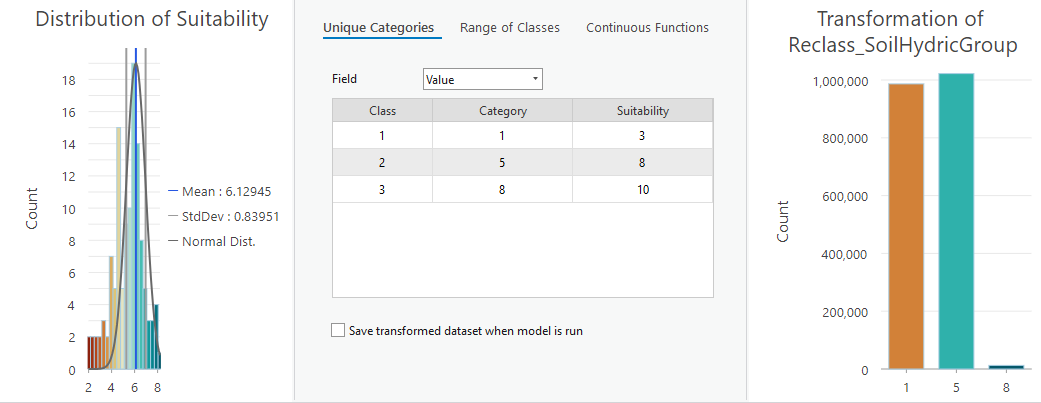 Distribution of Suitability
18
16
14
12
10
8
6
4
2
0
Count
2 4 6 8
Mean : 6.12945
StdDev : 0.83951
Normal Dist.
Unique Categories Range of Classes Continuous Functions
Field Value
Class Category Suitability
1 1 3
2 5 8
3 8 10
Save transformed dataset when model is run
Transformation of
Reclass_SoilHydricGroup
1,000,000
800,000
600,000
400,000
200,000
0
Count
1 5 8